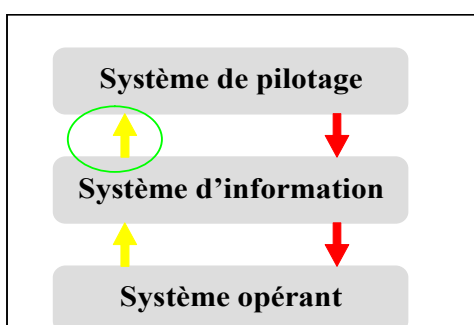 Système de pilotage
Système d’information
Système opérant